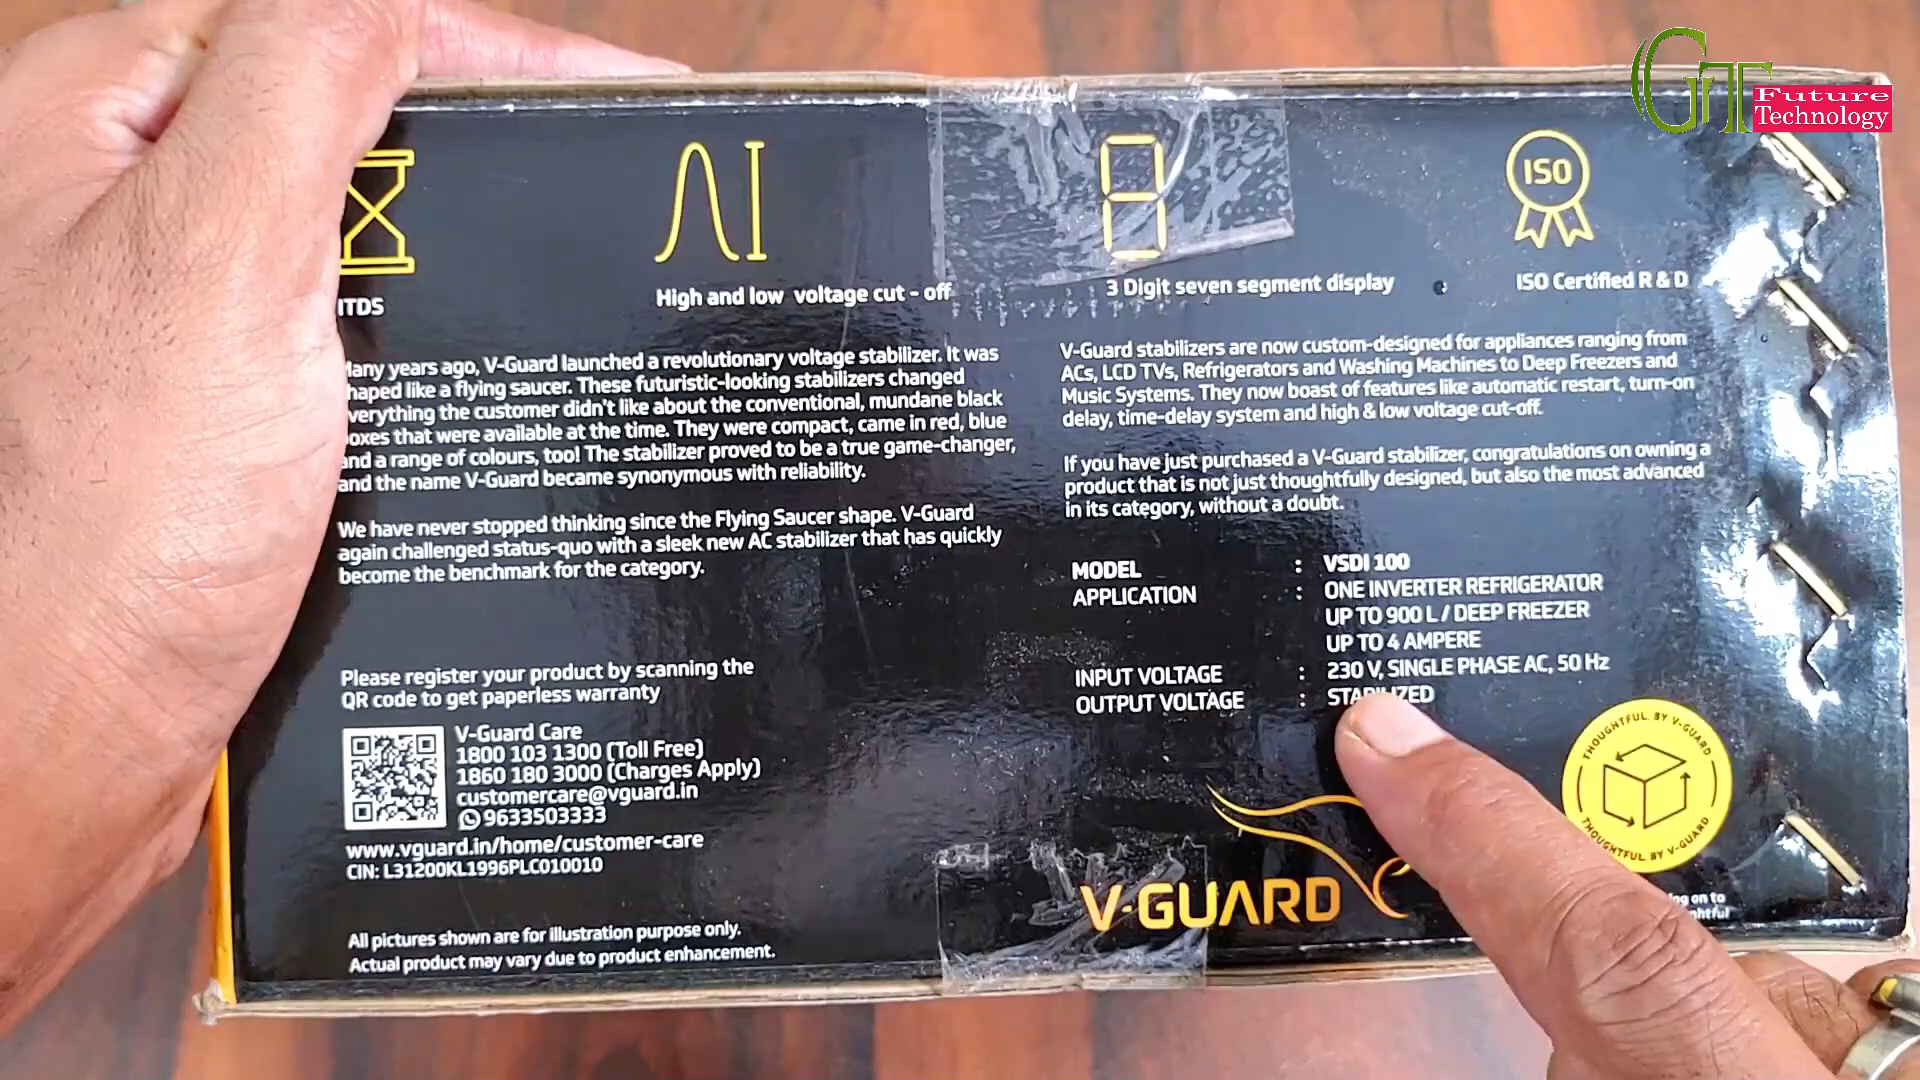 GT Future
Technology
ISO
ITDS
High and low voltage cut - off
3 Digit seven segment display
ISO Certified R & D
any years ago, V-Guard launched a revolutionary voltage stabilizer. It was
haped like a flying saucer. These futuristic-looking stabilizers changed
verything the customer didn't like about the conventional, mundane black
oxes that were available at the time. They were compact, came in red, blue
and a range of colours, too! The stabilizer proved to be a true game-changer,
and the name V-Guard became synonymous with reliability.
We have never stopped thinking since the Flying Saucer shape. V-Guard
again challenged status-quo with a sleek new AC stabilizer that has quickly
become the benchmark for the category.
Please register your product by scanning the
QR code to get paperless warranty
V-Guard Care
1800 103 1300 (Toll Free)
1860 180 3000 (Charges Apply)
customercare@vguard.in
9633503333
www.vguard.in/home/customer-care
CIN: L31200KL1996PLC010010
All pictures shown are for illustration purpose only.
Actual product may vary due to product enhancement.
V-Guard stabilizers are now custom-designed for appliances ranging from
ACs, LCD TVs, Refrigerators and Washing Machines to Deep Freezers and
Music Systems. They now boast of features like automatic restart, turn-on
delay, time-delay system and high & low voltage cut-off.
If you have just purchased a V-Guard stabilizer, congratulations on owning a
product that is not just thoughtfully designed, but also the most advanced
in its category, without a doubt.
MODEL : VSDI 100
APPLICATION : ONE INVERTER REFRIGERATOR
UP TO 900 L / DEEP FREEZER
UP TO 4 AMPERE
INPUT VOLTAGE : 230 V, SINGLE PHASE AC, 50 Hz
OUTPUT VOLTAGE : STABILIZED
THOUGHTFUL. BY V-GUARD
THOUGHTFUL. BY V-GUARD
V-GUARD
on to